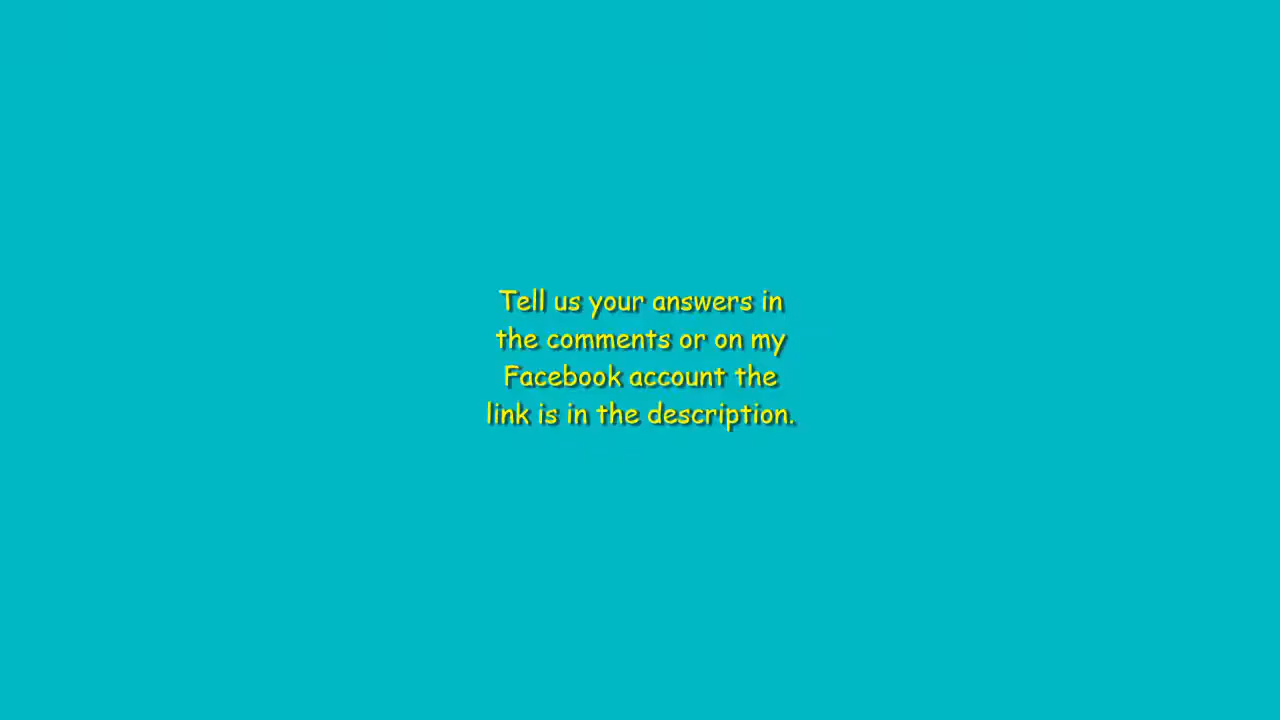 Tell us your answers in
the comments or on my
Facebook account the
link is in the description.